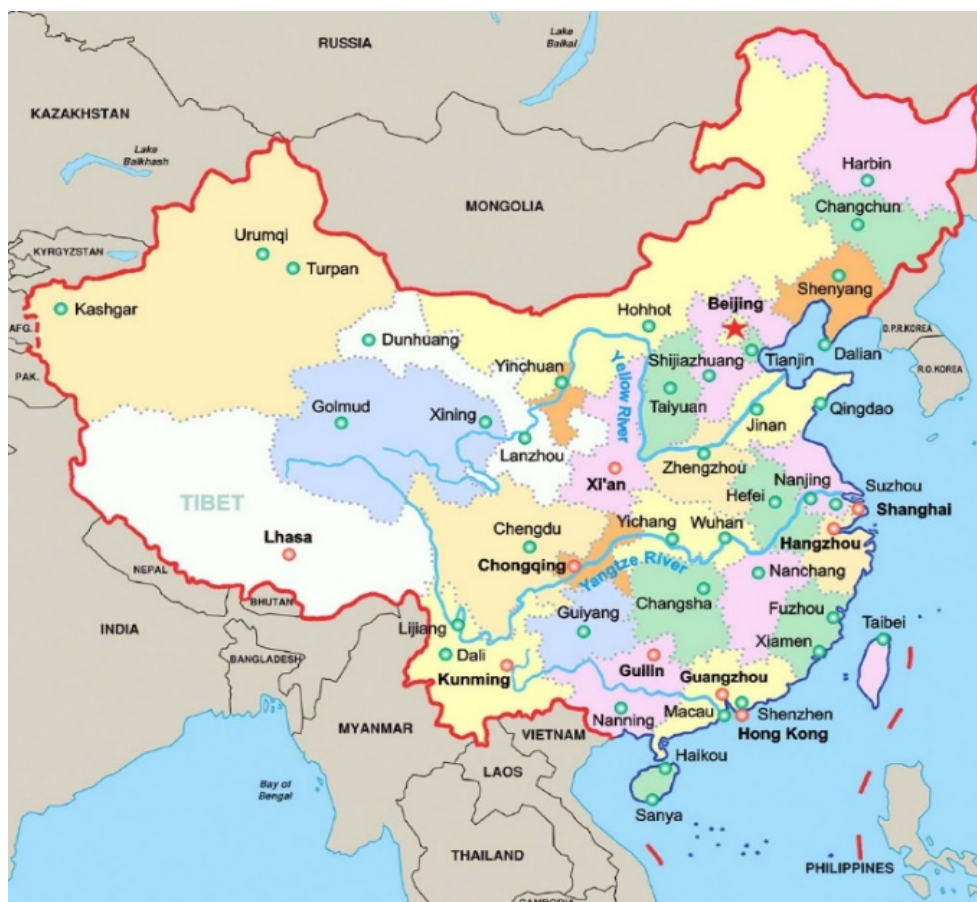 RUSSIA
Lake
Baikal
KAZAKHSTAN
Lake
Balkhash
MONGOLIA
Harbin
Changchun
KYRGYZSTAN
Urumqi
Turpan
Shenyang
Kashgar
Beijing
Hohhot
AFG.
D.P.R.KOREA
Dunhuang
Shijiazhuang
Tianjin
Dalian
Yinchuan
PAK.
R.O.KOREA
Yellow River
Golmud
Xining
Taiyuan
Jinan
Qingdao
Lanzhou
Zhengzhou
Xi'an
Nanjing
Suzhou
TIBET
Hefei
Shanghai
Chengdu
Yichang
Wuhan
Lhasa
Hangzhou
Chongqing
Yangtze River
Nanchang
NEPAL
Changsha
BHUTAN
Guiyang
Fuzhou
Taibei
INDIA
Lijiang
Xiamen
Dali
BANGLADESH
Kunming
Guilin
Guangzhou
Macau
Shenzhen
Nanning
MYANMAR
VIETNAM
Hong Kong
Haikou
LAOS
Bay of
Bengal
Sanya
THAILAND
PHILIPPINES
CAMBODIA